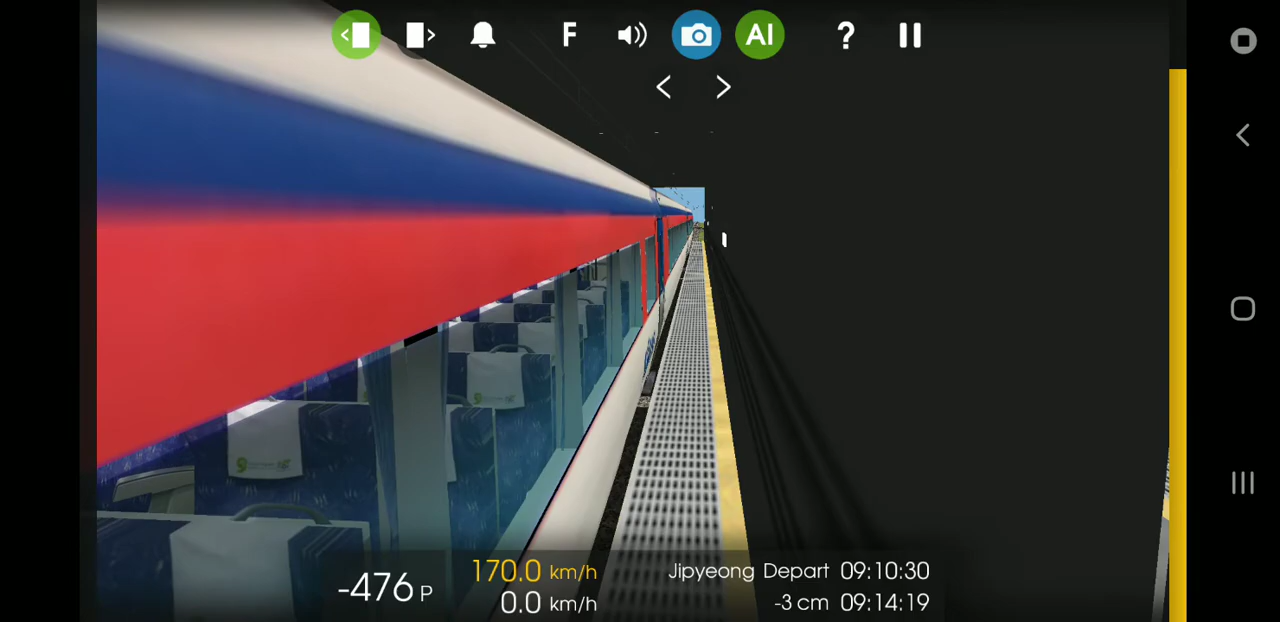 F AI ?
-476 P
170.0 km/h
0.0 km/h
Jipyeong Depart 09:10:30
-3 cm 09:14:19